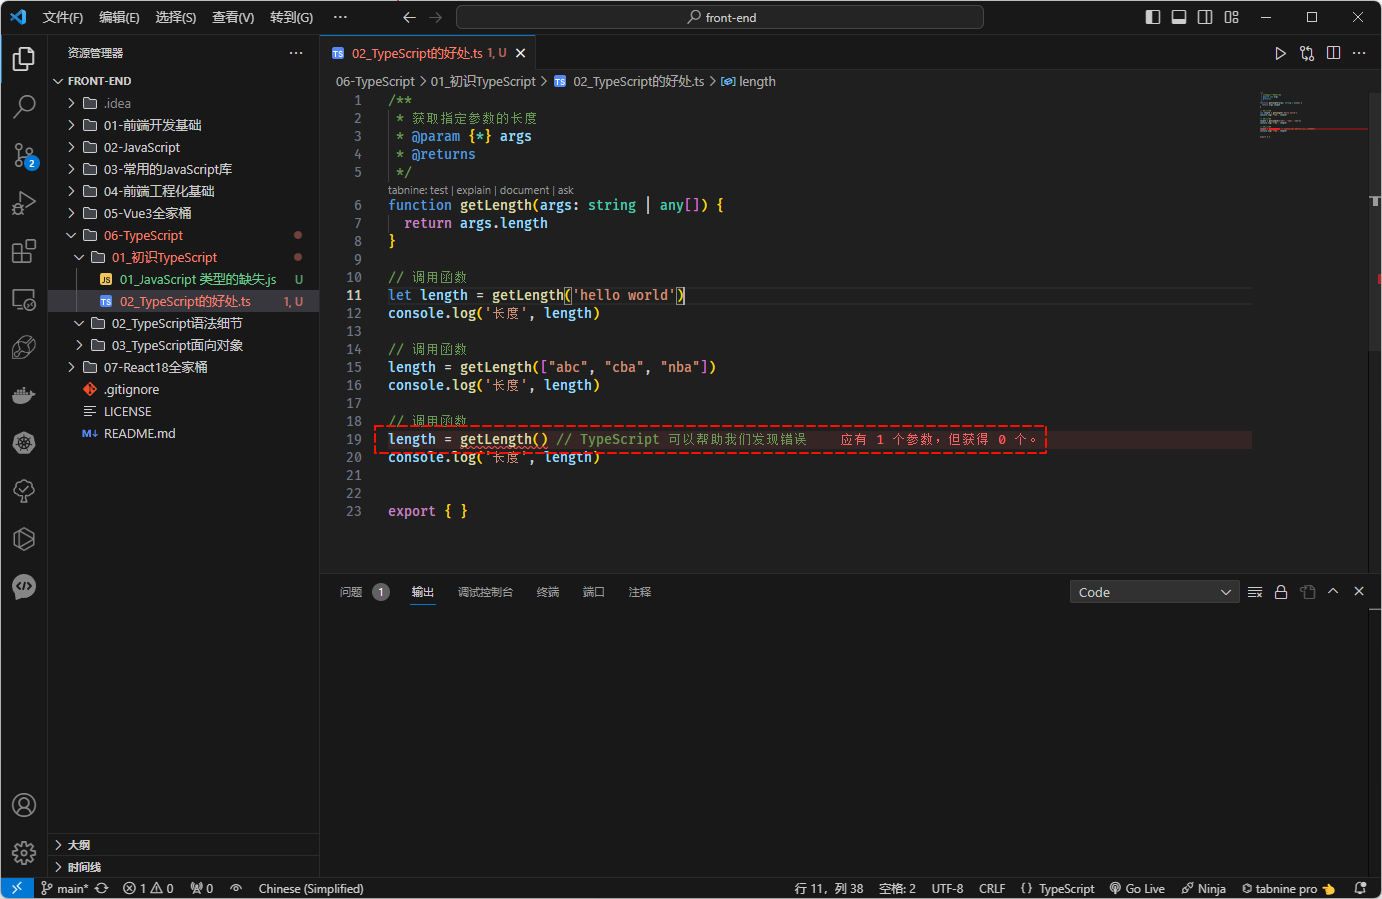 文件(F) 编辑(E) 选择(S) 查看(V) 转到(G) ··· front-end
资源管理器 ···
FRONT-END
.idea
01-前端开发基础
02-JavaScript
03-常用的JavaScript库
04-前端工程化基础
05-Vue3全家桶
06-TypeScript
01_初识TypeScript
JS 01_JavaScript 类型的缺失.js U
TS 02_TypeScript的好处.ts 1, U
02_TypeScript语法细节
03_TypeScript面向对象
07-React18全家桶
.gitignore
LICENSE
M↓ README.md
大纲
时间线
2
TS 02_TypeScript的好处.ts 1, U
06-TypeScript > 01_初识TypeScript > TS 02_TypeScript的好处.ts > length
1 /**
2 * 获取指定参数的长度
3 * @param {*} args
4 * @returns
5 */
tabnine: test | explain | document | ask
6 function getLength(args: string | any[]) {
7 return args.length
8 }
9
10 // 调用函数
11 let length = getLength('hello world')
12 console.log('长度', length)
13
14 // 调用函数
15 length = getLength(["abc", "cba", "nba"])
16 console.log('长度', length)
17
18 // 调用函数
19 length = getLength() // TypeScript 可以帮助我们发现错误 应有 1 个参数，但获得 0 个。
20 console.log('长度', length)
21
22
23 export { }
问题 1 输出 调试控制台 终端 端口 注释 Code
main* 1 0 0 Chinese (Simplified) 行 11，列 38 空格: 2 UTF-8 CRLF {} TypeScript Go Live Ninja tabnine pro